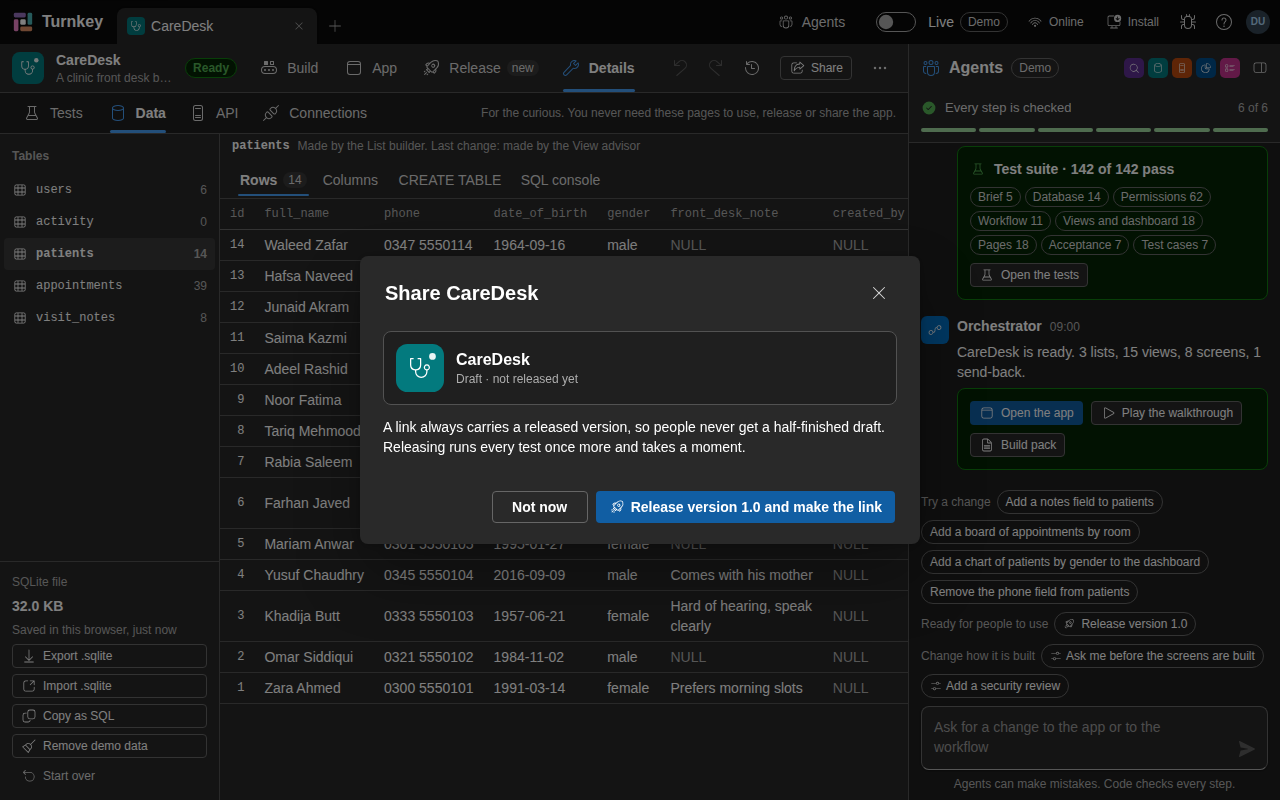 Turnkey
CareDesk
Agents
Live
Demo
Online
Install
DU
CareDesk
A clinic front desk b…
Ready
Build
App
Release new
Details
Share
Agents
Demo
Tests
Data
API
Connections
For the curious. You never need these pages to use, release or share the app.
Every step is checked
6 of 6
Tables
users 6
activity 0
patients 14
appointments 39
visit_notes 8
SQLite file
32.0 KB
Saved in this browser, just now
Export .sqlite
Import .sqlite
Copy as SQL
Remove demo data
Start over
patients Made by the List builder. Last change: made by the View advisor
Rows 14
Columns
CREATE TABLE
SQL console
id full_name phone date_of_birth gender front_desk_note created_by
14 Waleed Zafar 0347 5550114 1964-09-16 male NULL NULL
13 Hafsa Naveed
12 Junaid Akram
11 Saima Kazmi
10 Adeel Rashid
9 Noor Fatima
8 Tariq Mehmood
7 Rabia Saleem
6 Farhan Javed
5 Mariam Anwar 0301 5550105 1995-01-27 female NULL NULL
4 Yusuf Chaudhry 0345 5550104 2016-09-09 male Comes with his mother NULL
3 Khadija Butt 0333 5550103 1957-06-21 female Hard of hearing, speak clearly NULL
2 Omar Siddiqui 0321 5550102 1984-11-02 male NULL NULL
1 Zara Ahmed 0300 5550101 1991-03-14 female Prefers morning slots NULL
Share CareDesk
CareDesk
Draft · not released yet
A link always carries a released version, so people never get a half-finished draft.
Releasing runs every test once more and takes a moment.
Not now
Release version 1.0 and make the link
Test suite · 142 of 142 pass
Brief 5
Database 14
Permissions 62
Workflow 11
Views and dashboard 18
Pages 18
Acceptance 7
Test cases 7
Open the tests
Orchestrator 09:00
CareDesk is ready. 3 lists, 15 views, 8 screens, 1
send-back.
Open the app
Play the walkthrough
Build pack
Try a change
Add a notes field to patients
Add a board of appointments by room
Add a chart of patients by gender to the dashboard
Remove the phone field from patients
Ready for people to use
Release version 1.0
Change how it is built
Ask me before the screens are built
Add a security review
Ask for a change to the app or to the
workflow
Agents can make mistakes. Code checks every step.